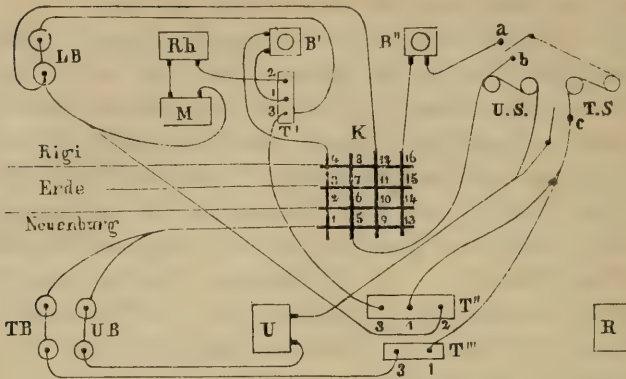 LB
Rh
M
B'
B"
a
b
U.S.
T.S
c
2
1
3
T'
K
4 8 12 16
3 7 11 15
2 6 10 14
1 5 9 13
Rigi
Erde
Neuenburg
TB
U.B
U
3 1 2
T"
3 1
T'''
R